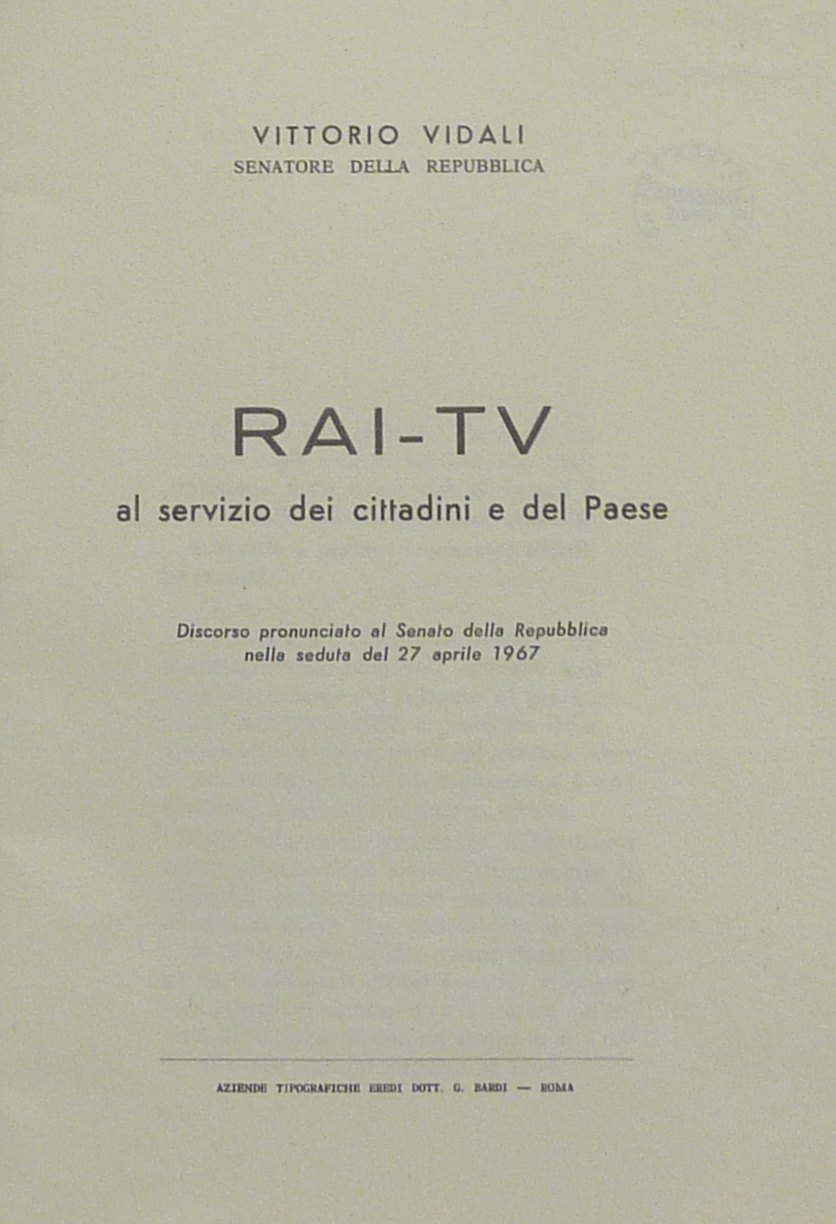 VITTORIO VIDALI
SENATORE DELLA REPUBBLICA
RAI-TV
al servizio dei cittadini e del Paese
Discorso pronunciato al Senato della Repubblica
nella seduta del 27 aprile 1967
AZIENDE TIPOGRAFICHE EREDI DOTT. G. BARDI — ROMA